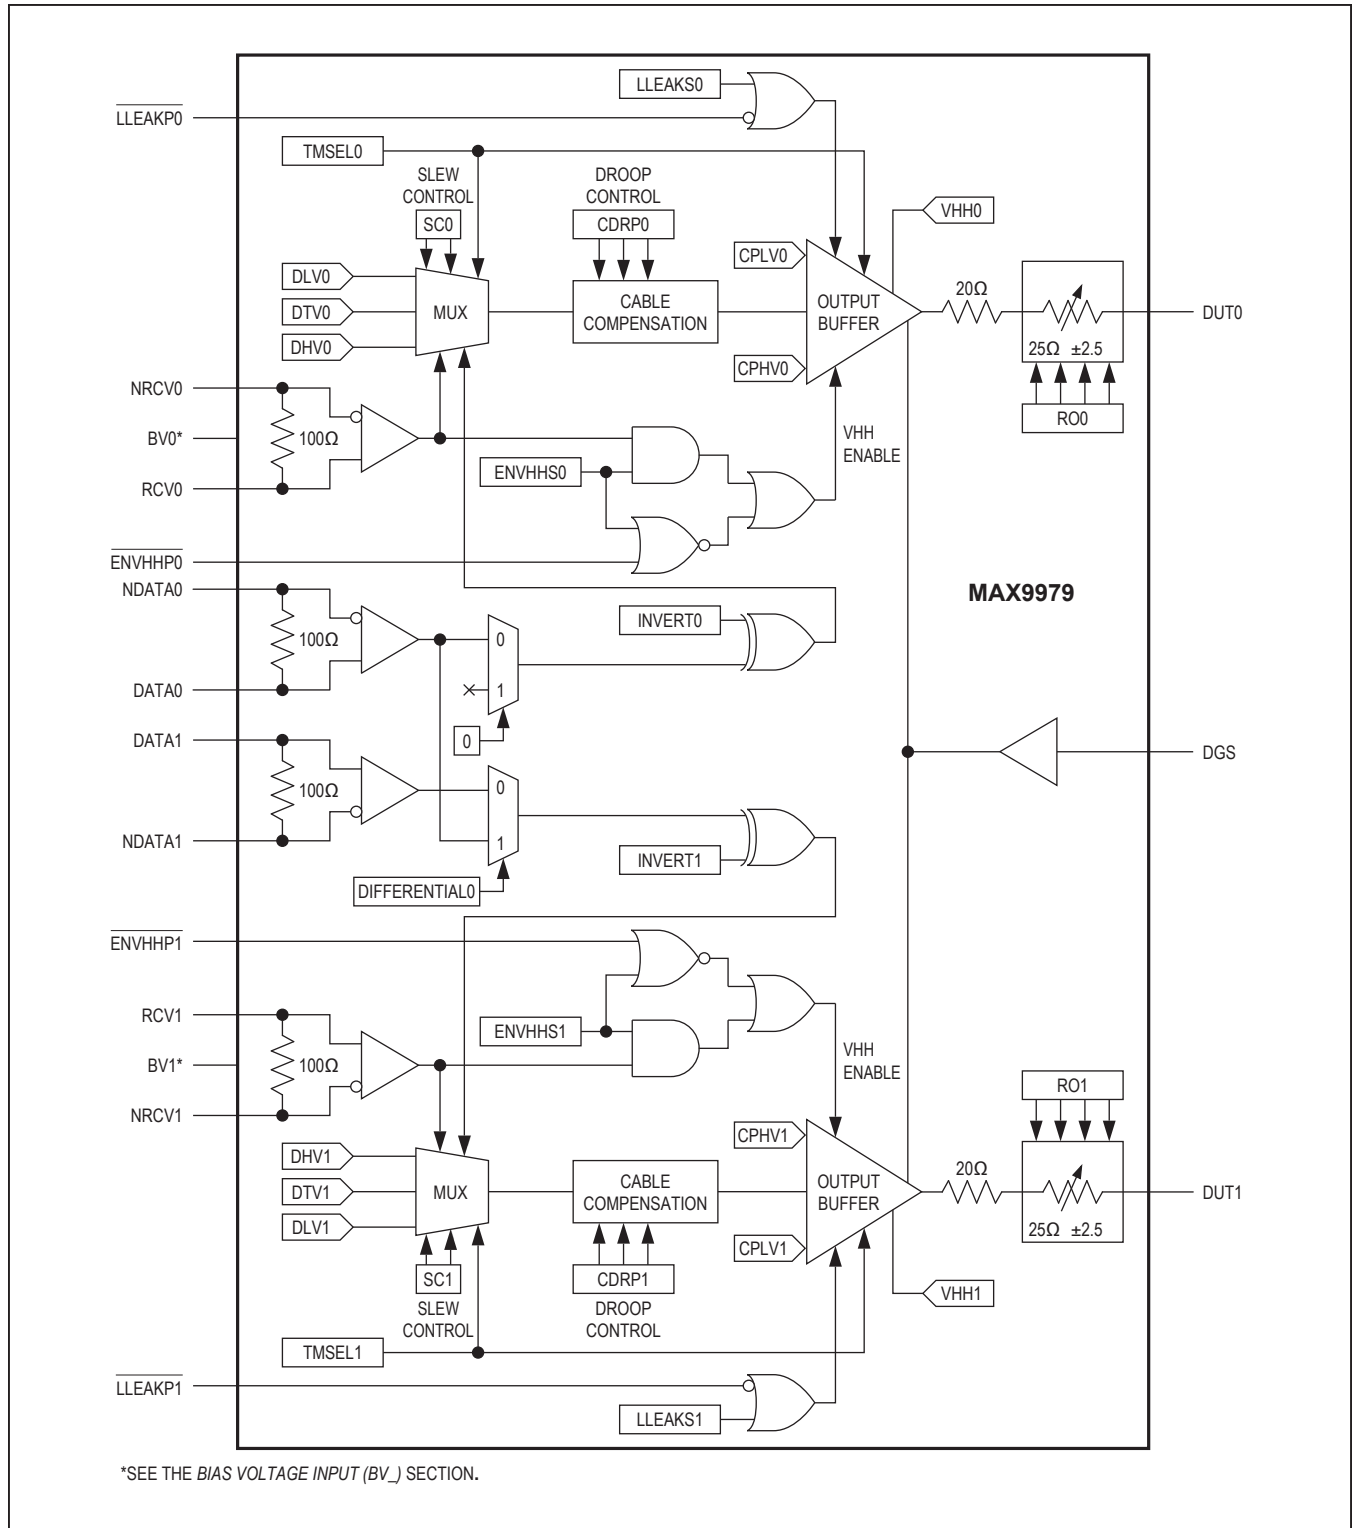 LLEAKS0
LLEAKP0
TMSEL0
SLEW
CONTROL
DROOP
CONTROL
SC0
CDRP0
VHH0
CPLV0
DLV0
DTV0
DHV0
MUX
CABLE
COMPENSATION
OUTPUT
BUFFER
20Ω
25Ω ±2.5
DUT0
CPHV0
RO0
NRCV0
BV0*
RCV0
100Ω
ENVHHS0
VHH
ENABLE
ENVHHP0
NDATA0
100Ω
DATA0
0
1
0
INVERT0
MAX9979
DATA1
100Ω
NDATA1
0
1
DIFFERENTIAL0
INVERT1
DGS
ENVHHP1
ENVHHS1
RCV1
BV1*
NRCV1
100Ω
VHH
ENABLE
RO1
DHV1
DTV1
DLV1
MUX
CABLE
COMPENSATION
CPHV1
OUTPUT
BUFFER
20Ω
25Ω ±2.5
DUT1
CPLV1
SC1
CDRP1
SLEW
CONTROL
DROOP
CONTROL
VHH1
TMSEL1
LLEAKP1
LLEAKS1
*SEE THE BIAS VOLTAGE INPUT (BV_) SECTION.